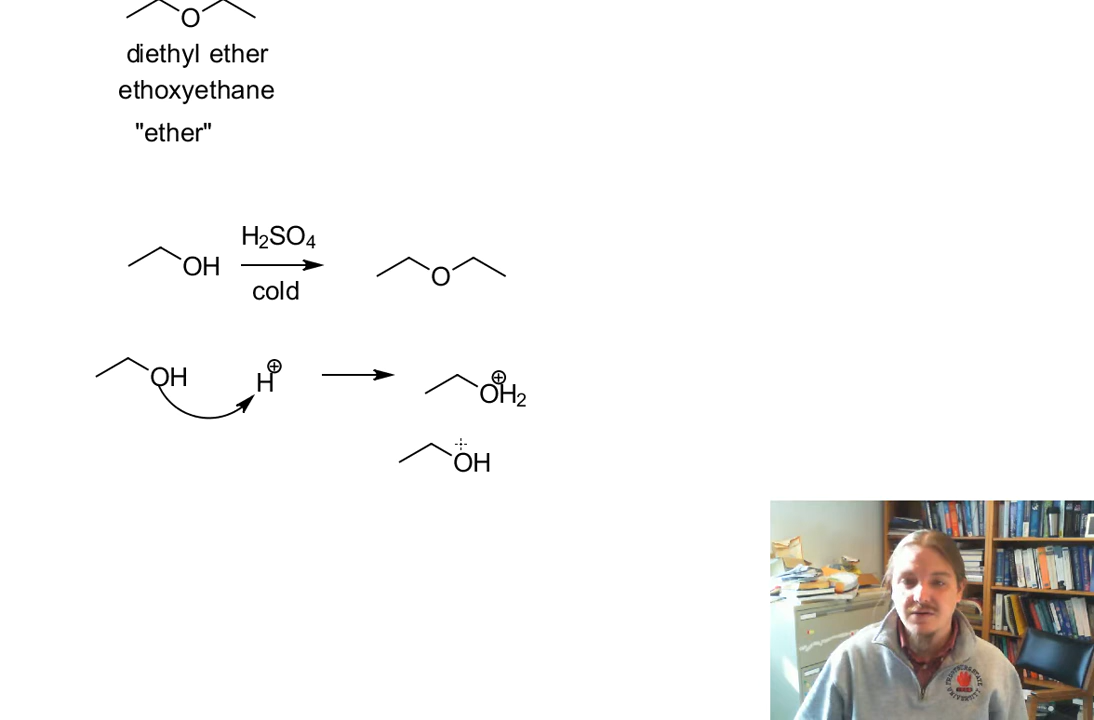 O
diethyl ether
ethoxyethane
"ether"
H₂SO₄
OH
cold
O
OH H⊕ OH₂⊕
OH